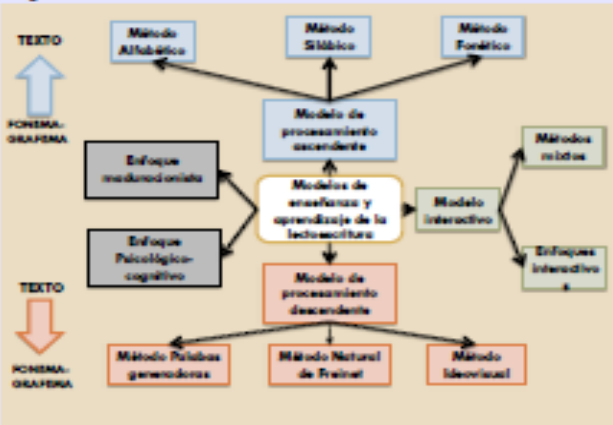 TEXTO
Método
Alfabético
Método
Silábico
Método
Fonético
FONEMA-
GRAFEMA
Modelo de
procesamiento
ascendente
Enfoque
maduracionista
Métodos
mixtos
Modelos de
enseñanza y
aprendizaje de la
lectoescritura
Modelo
interactivo
Enfoque
Psicológico-
cognitivo
Enfoques
interactivo
s
TEXTO
Modelo de
procesamiento
descendente
Método Palabas
generadoras
Método Natural
de Freinet
Método
Ideovisual
FONEMA-
GRAFEMA